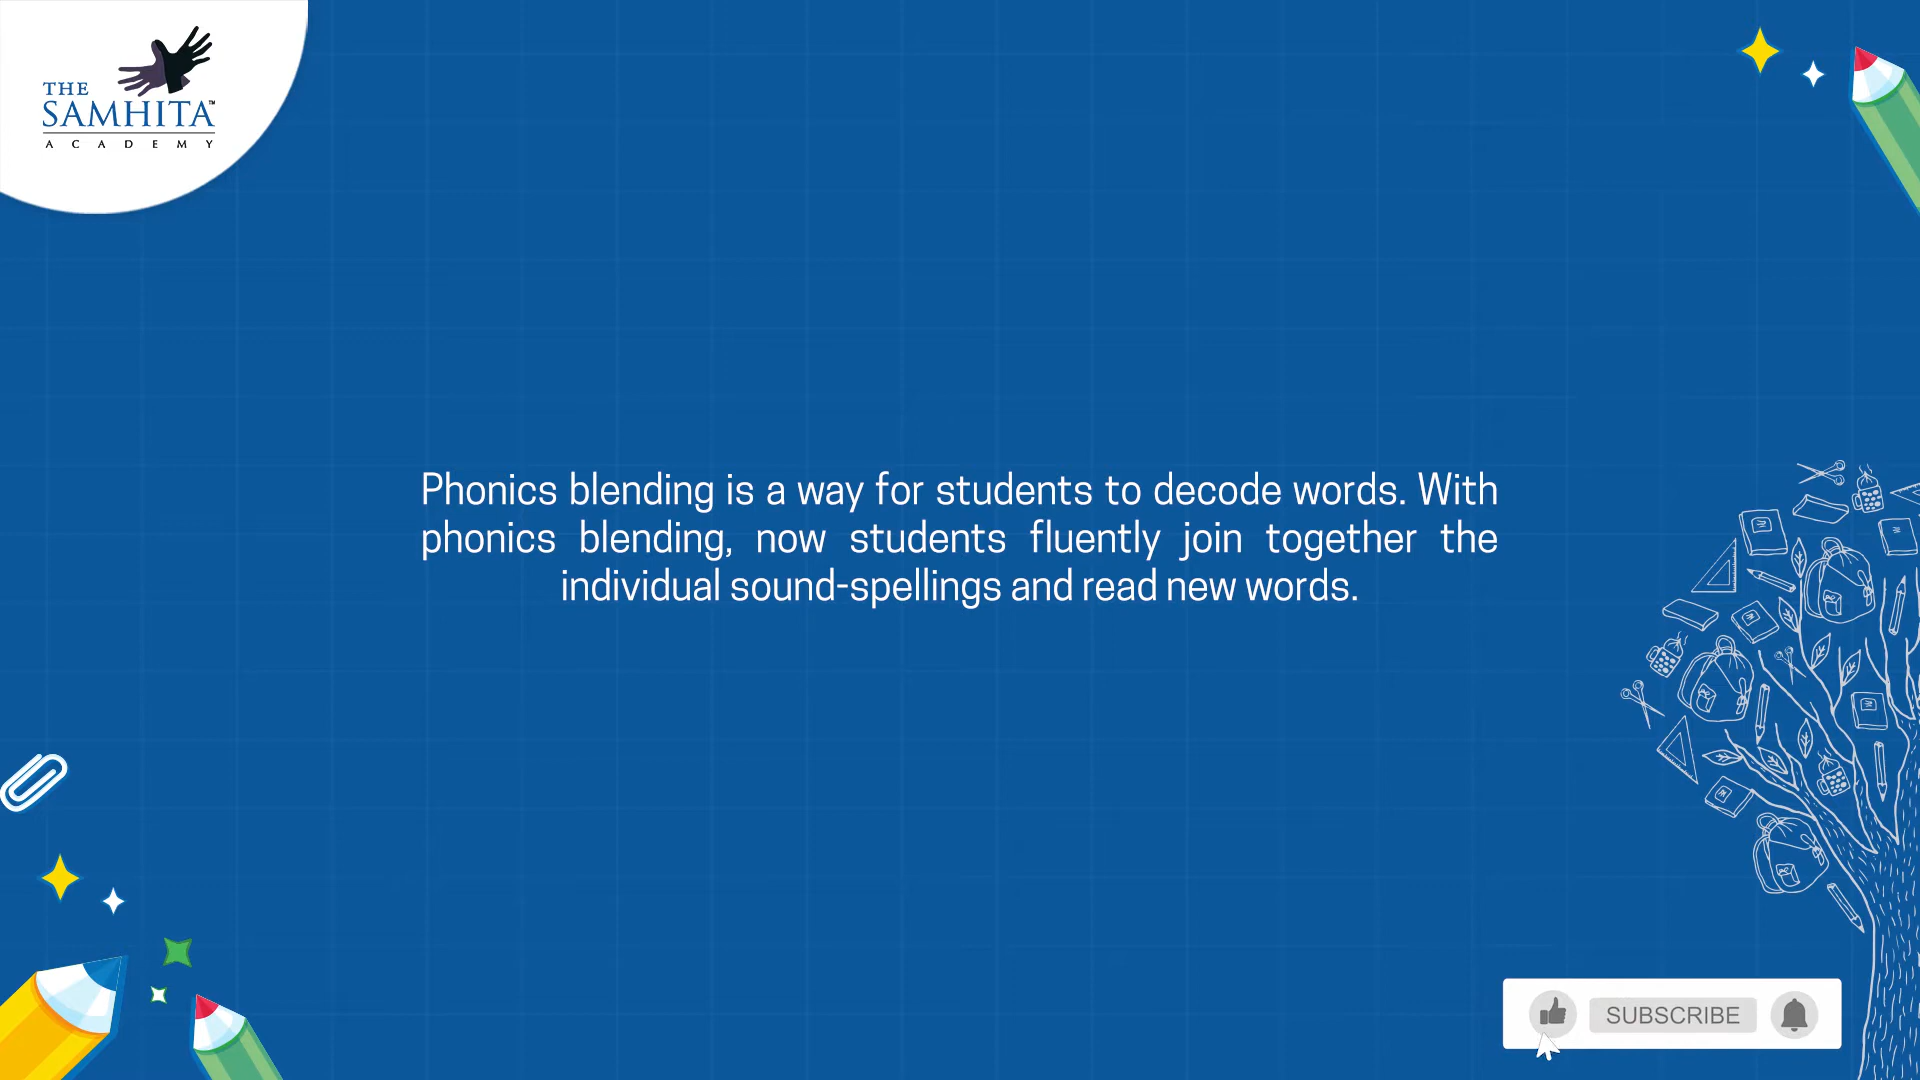 THE
SAMHITA™
ACADEMY
Phonics blending is a way for students to decode words. With
phonics blending, now students fluently join together the
individual sound-spellings and read new words.
SUBSCRIBE